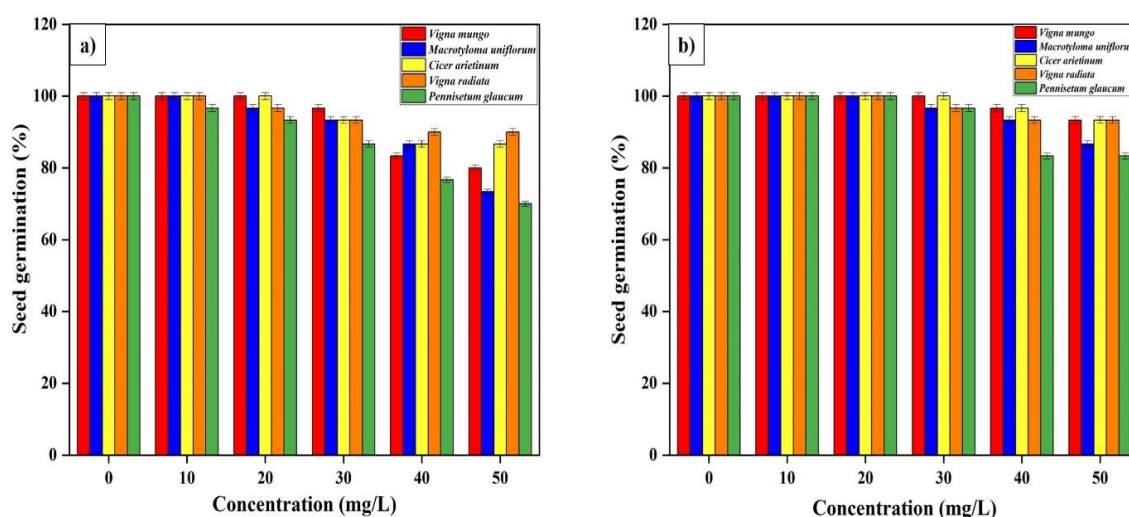 a)
Vigna mungo
Macrotyloma uniflorum
Cicer arietinum
Vigna radiata
Pennisetum glaucum
Seed germination (%)
120
100
80
60
40
20
0
0 10 20 30 40 50
Concentration (mg/L)
b)
Vigna mungo
Macrotyloma uniflorum
Cicer arietinum
Vigna radiata
Pennisetum glaucum
Seed germination (%)
120
100
80
60
40
20
0
0 10 20 30 40 50
Concentration (mg/L)